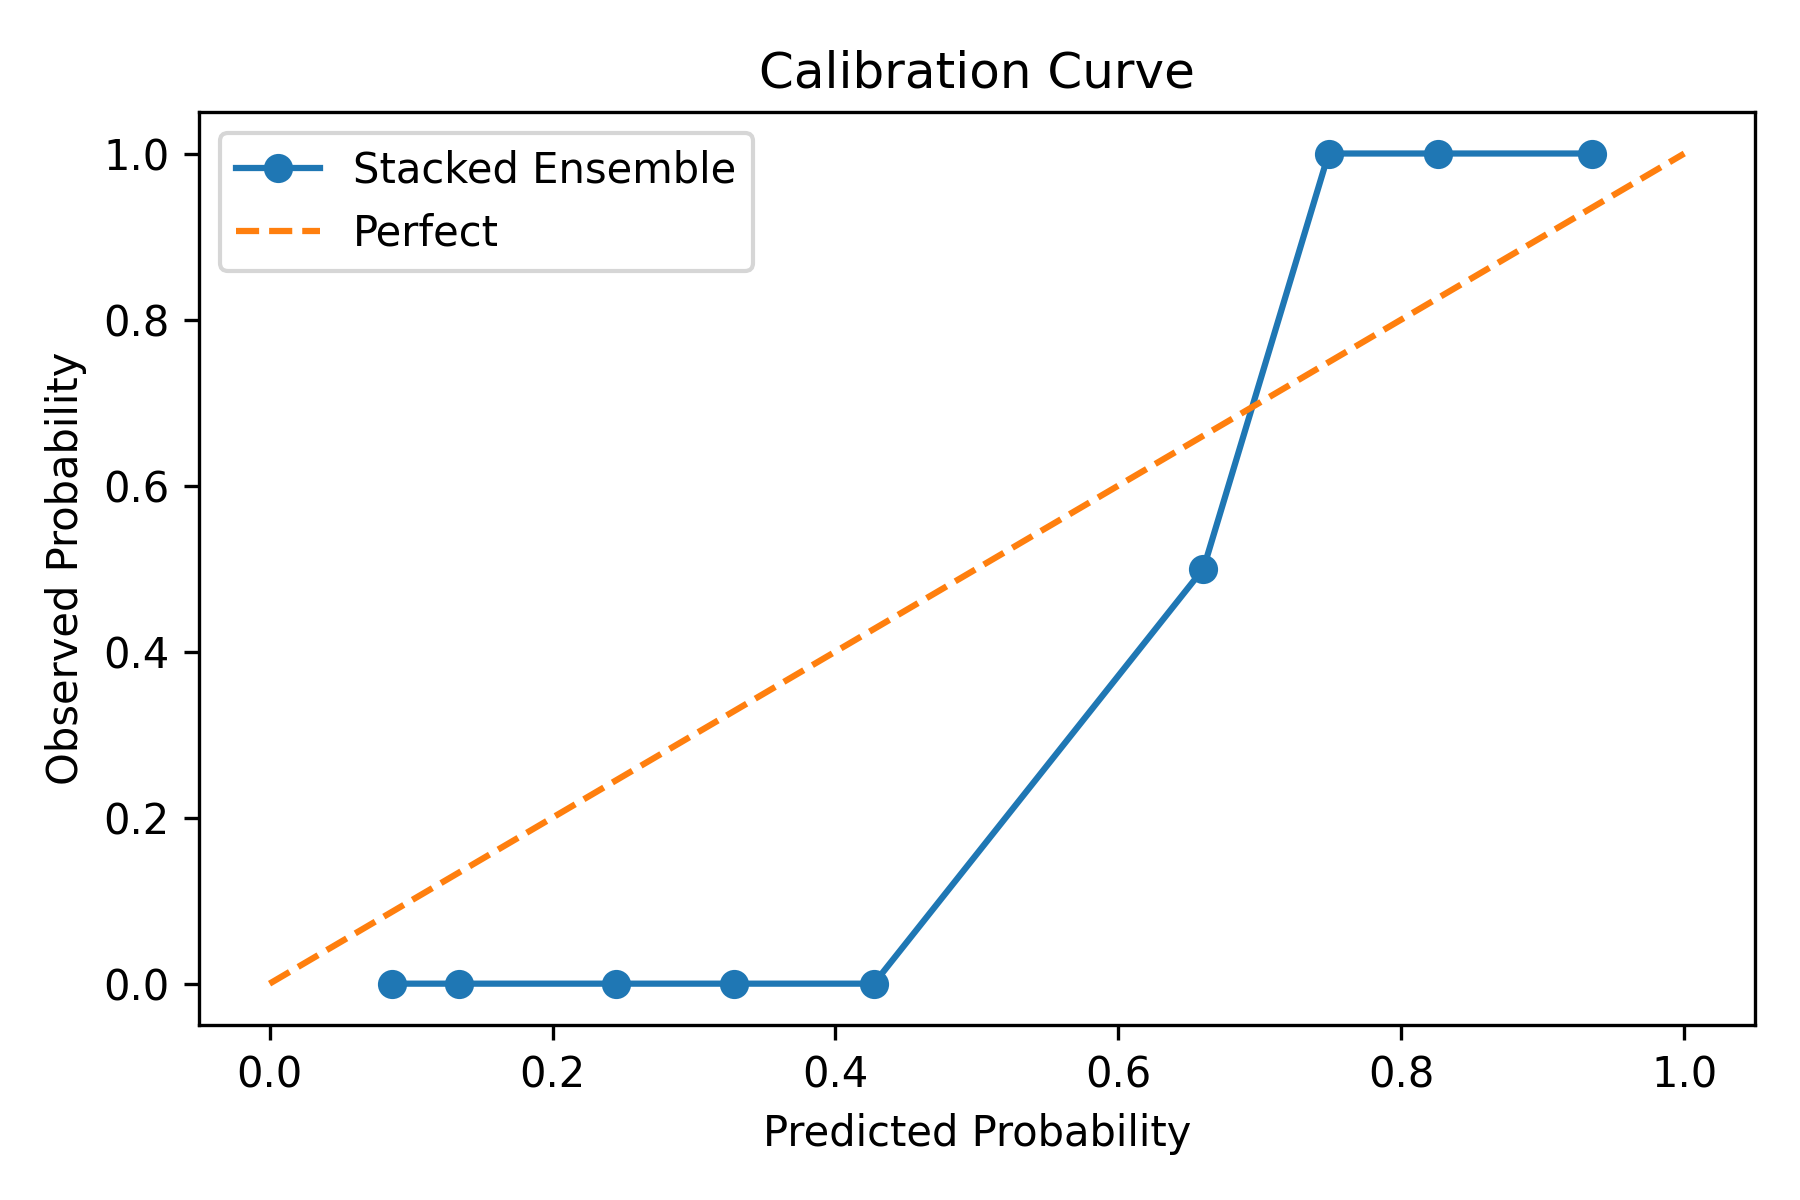 Calibration Curve
Stacked Ensemble
Perfect
1.0
0.8
0.6
0.4
0.2
0.0
Observed Probability
0.0 0.2 0.4 0.6 0.8 1.0
Predicted Probability